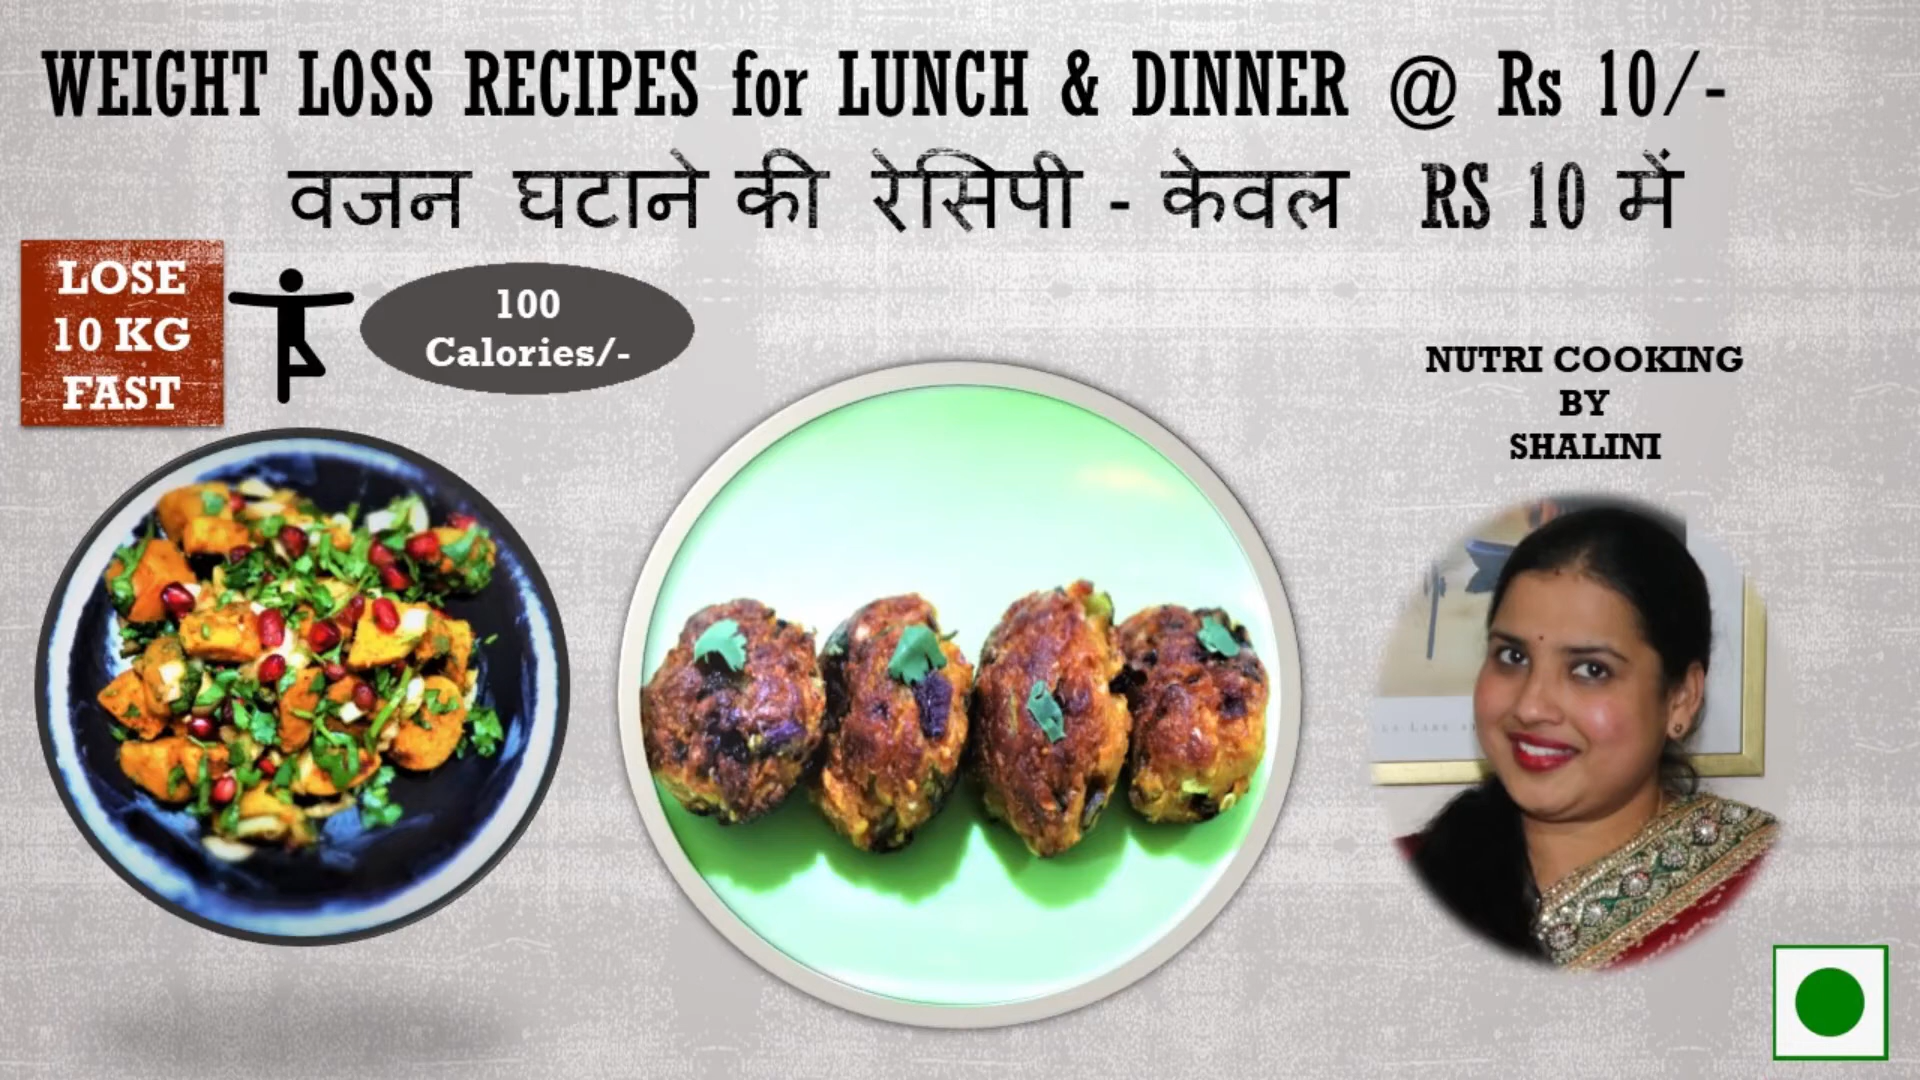 WEIGHT LOSS RECIPES for LUNCH & DINNER @ Rs 10/-
वजन घटाने की रेसिपी - केवल RS 10 में
LOSE
10 KG
FAST
100
Calories/-
NUTRI COOKING
BY
SHALINI